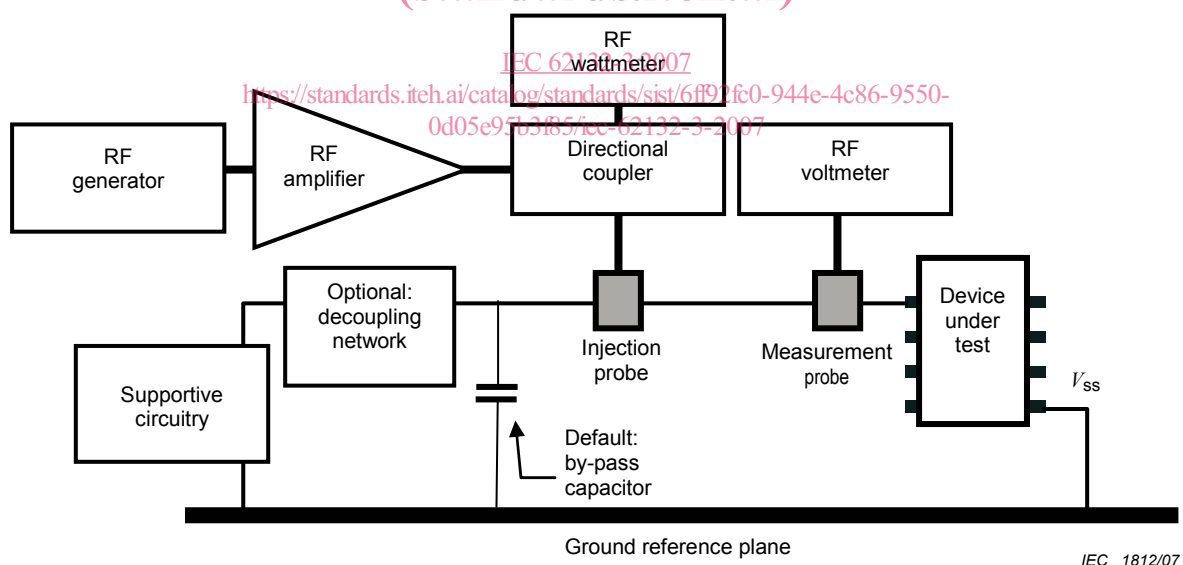 RF
wattmeter
IEC 62132-3:2007
https://standards.iteh.ai/catalog/standards/sist/6ff92fc0-944e-4c86-9550-
0d05e95b3f85/iec-62132-3-2007
RF
generator
RF
amplifier
Directional
coupler
RF
voltmeter
Optional:
decoupling
network
Injection
probe
Measurement
probe
Device
under
test
Vss
Supportive
circuitry
Default:
by-pass
capacitor
Ground reference plane
IEC 1812/07